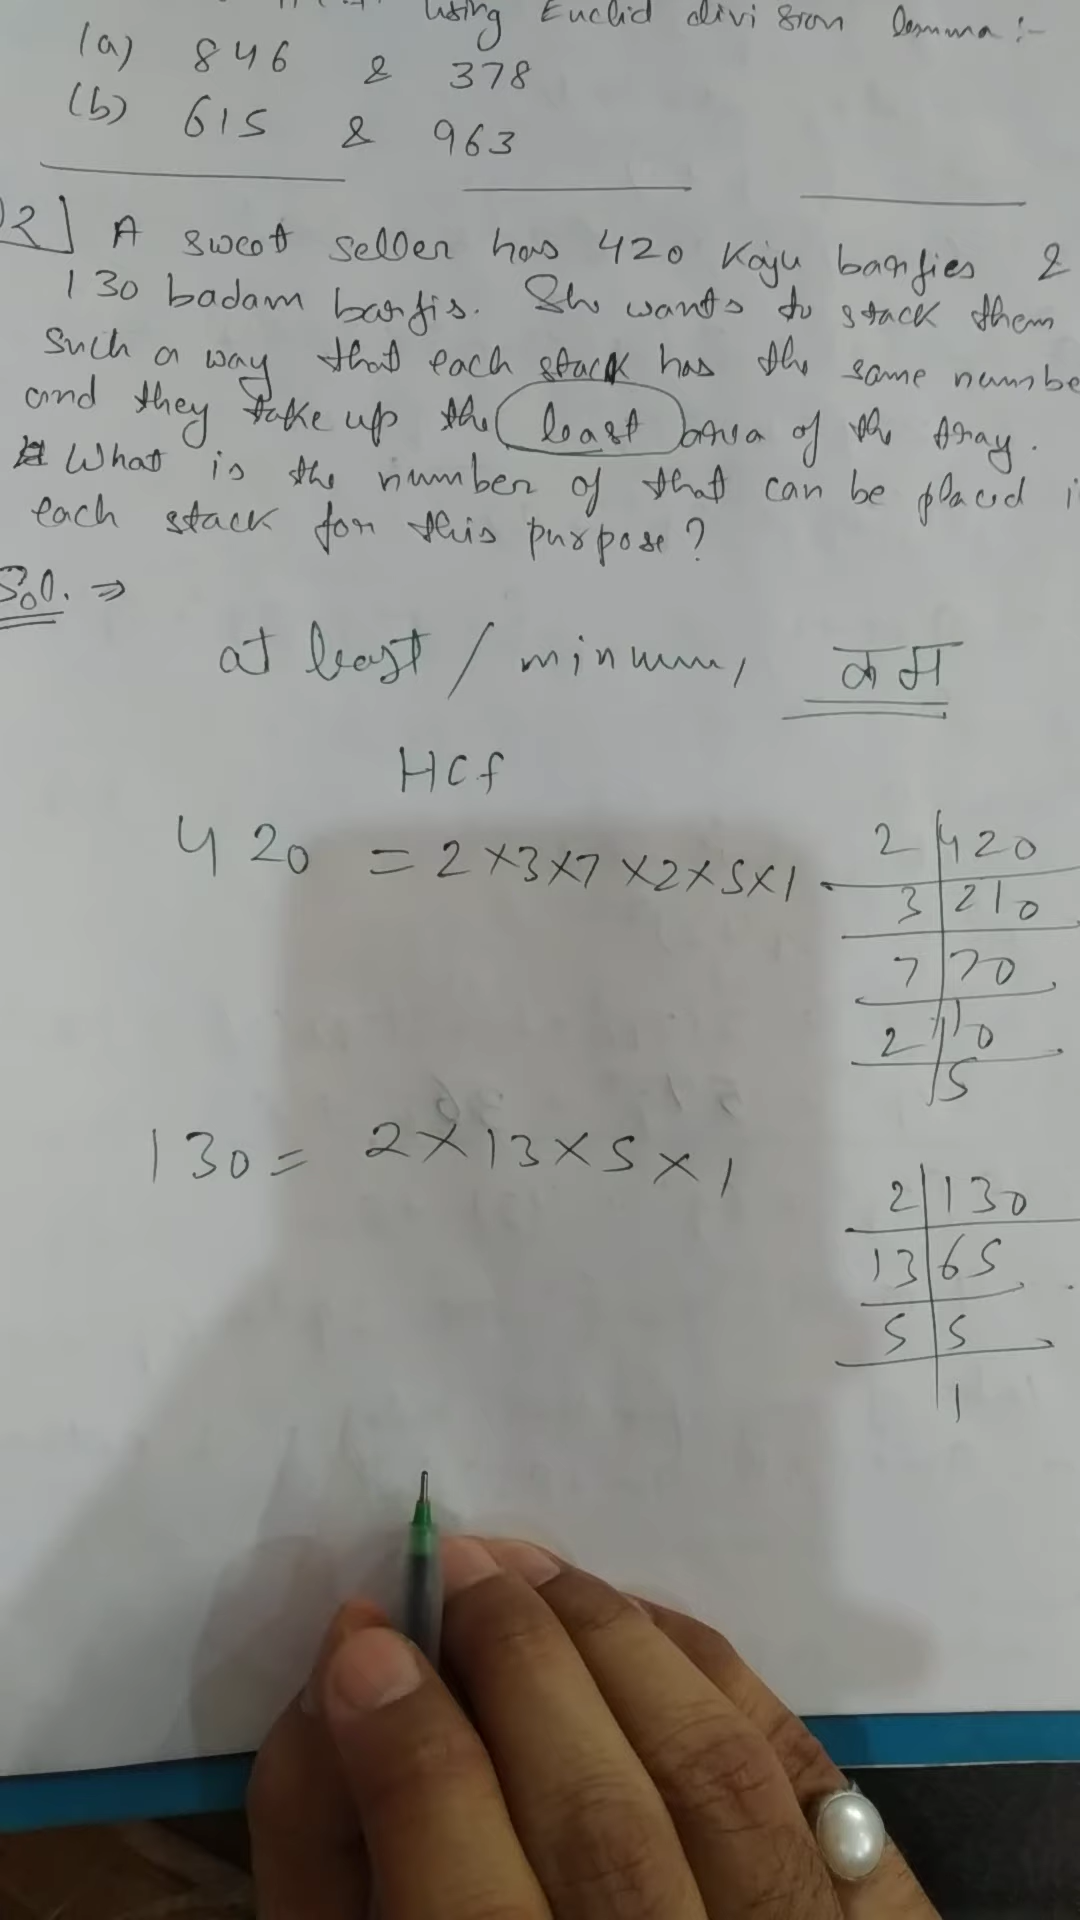 using Euclid division lemma :-
(a) 846 & 378
(b) 615 & 963
2] A sweet seller has 420 Kaju barfies &
130 badam barfis. She wants to stack them
such a way that each stack has the same numbe
and they take up the least area of the tray.
What is the number of that can be placed i
each stack for this purpose?
Sol. ⇒
at least / minimum, कम
HCf
420 = 2×3×7×2×5×1
2 | 420
3 | 210
7 | 70
2 | 10
5
130 = 2×13×5×1
2 | 130
13 | 65
5 | 5
1